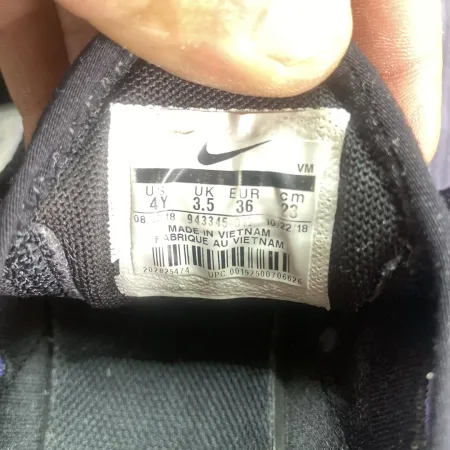 VM
US UK EUR cm
4Y 3.5 36 23
943345 10/22/18
MADE IN VIETNAM
FABRIQUE AU VIETNAM
UPC 00192500706626